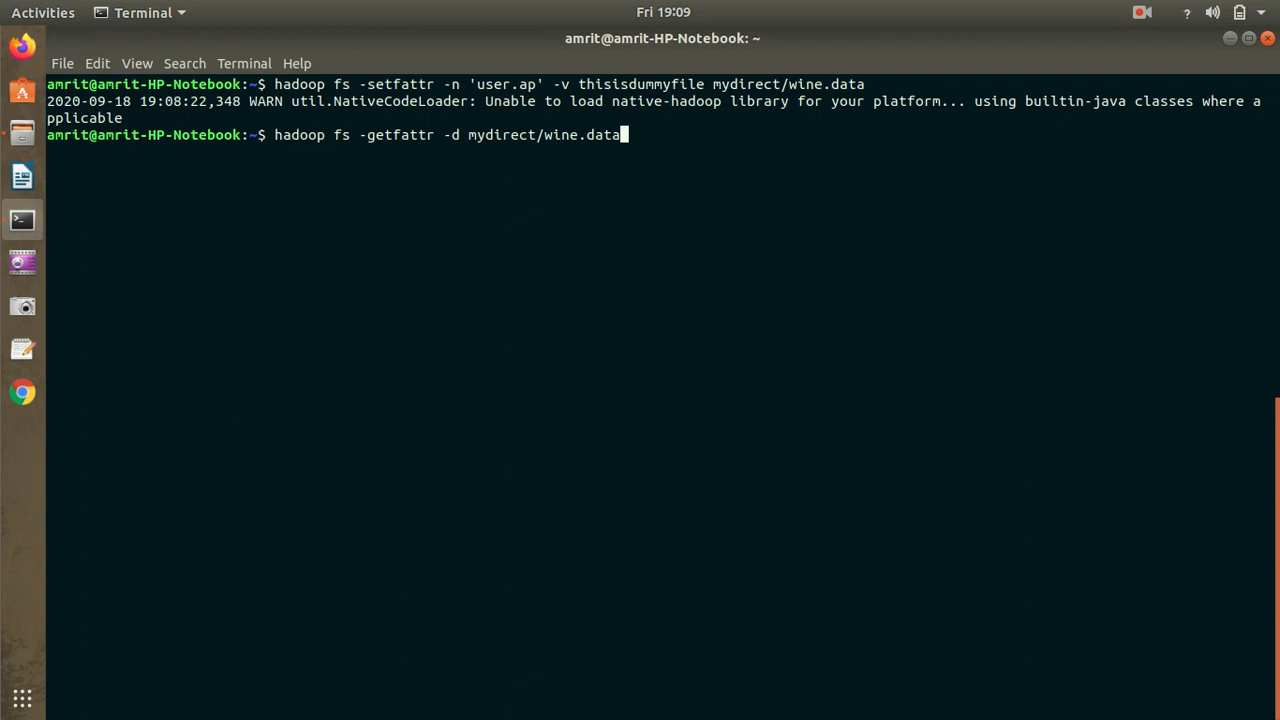 Activities Terminal Fri 19:09 ?
amrit@amrit-HP-Notebook: ~
File Edit View Search Terminal Help
amrit@amrit-HP-Notebook:~$ hadoop fs -setfattr -n 'user.ap' -v thisisdummyfile mydirect/wine.data
2020-09-18 19:08:22,348 WARN util.NativeCodeLoader: Unable to load native-hadoop library for your platform... using builtin-java classes where a
pplicable
amrit@amrit-HP-Notebook:~$ hadoop fs -getfattr -d mydirect/wine.data